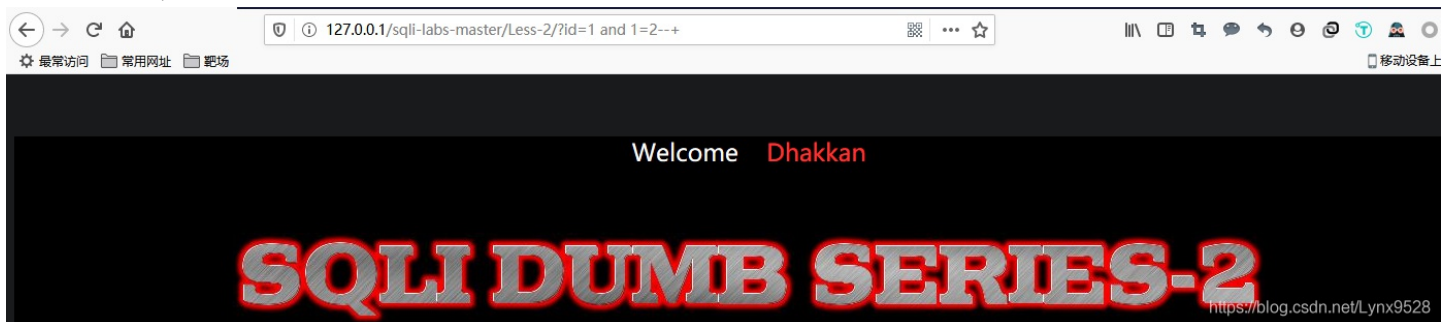 127.0.0.1/sqli-labs-master/Less-2/?id=1 and 1=2--+
最常访问 常用网址 靶场 移动设备上
Welcome Dhakkan
SQLI DUMB SERIES-2
https://blog.csdn.net/Lynx9528